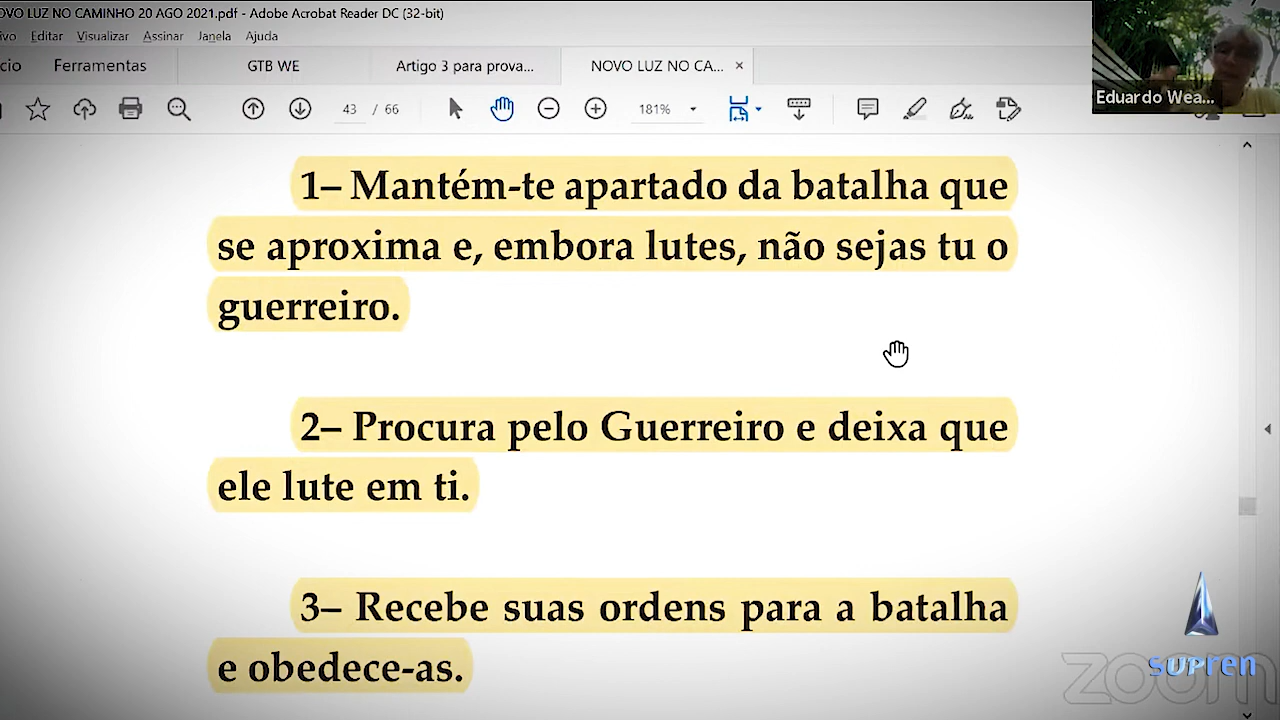 OVO LUZ NO CAMINHO 20 AGO 2021.pdf - Adobe Acrobat Reader DC (32-bit)
ivo Editar Visualizar Assinar Janela Ajuda
cio Ferramentas GTB WE Artigo 3 para prova... NOVO LUZ NO CA... ×
43 / 66 181%
Eduardo Wea...
1– Mantém-te apartado da batalha que
se aproxima e, embora lutes, não sejas tu o
guerreiro.
2– Procura pelo Guerreiro e deixa que
ele lute em ti.
3– Recebe suas ordens para a batalha
e obedece-as.
zoom
supren